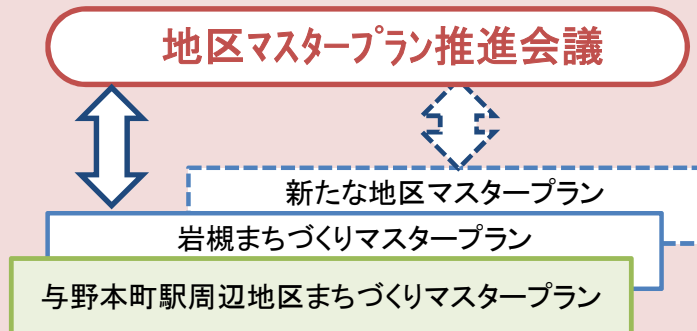 地区マスタープラン推進会議
新たな地区マスタープラン
岩槻まちづくりマスタープラン
与野本町駅周辺地区まちづくりマスタープラン